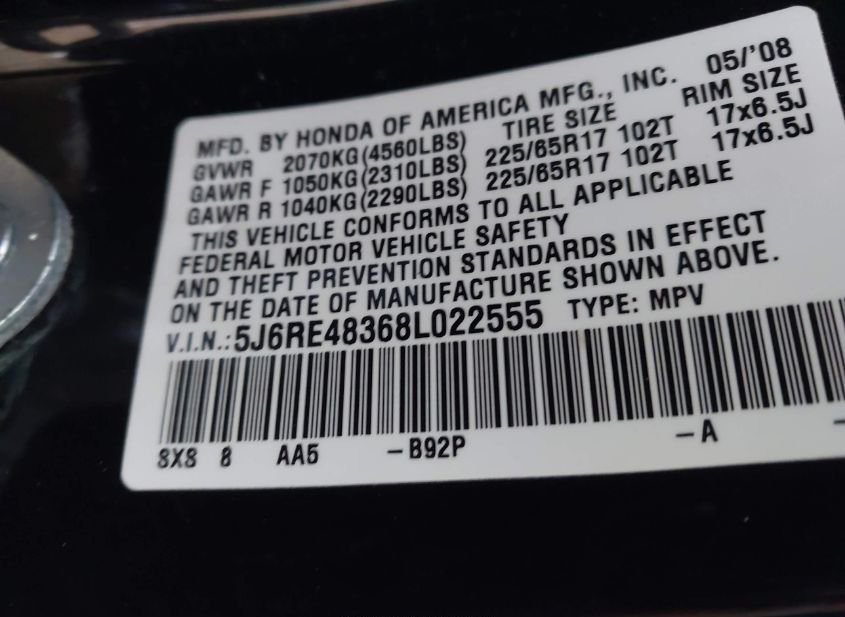 MFD. BY HONDA OF AMERICA MFG., INC. 05/'08
GVWR 2070KG(4560LBS) TIRE SIZE RIM SIZE
GAWR F 1050KG(2310LBS) 225/65R17 102T 17x6.5J
GAWR R 1040KG(2290LBS) 225/65R17 102T 17x6.5J
THIS VEHICLE CONFORMS TO ALL APPLICABLE
FEDERAL MOTOR VEHICLE SAFETY
AND THEFT PREVENTION STANDARDS IN EFFECT
ON THE DATE OF MANUFACTURE SHOWN ABOVE.
V.I.N.:5J6RE48368L022555 TYPE: MPV
SXS 8 AA5 -B92P -A -